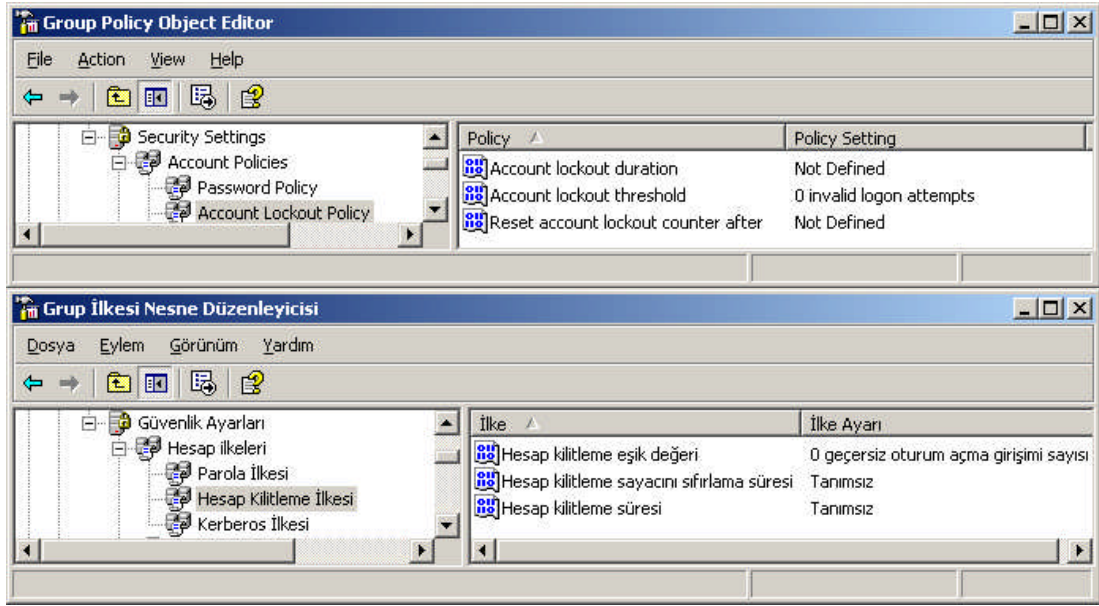 Group Policy Object Editor
File Action View Help
Security Settings
Account Policies
Password Policy
Account Lockout Policy
Policy Policy Setting
Account lockout duration Not Defined
Account lockout threshold 0 invalid logon attempts
Reset account lockout counter after Not Defined
Grup İlkesi Nesne Düzenleyicisi
Dosya Eylem Görünüm Yardım
Güvenlik Ayarları
Hesap ilkeleri
Parola İlkesi
Hesap Kilitleme İlkesi
Kerberos İlkesi
İlke İlke Ayarı
Hesap kilitleme eşik değeri 0 geçersiz oturum açma girişimi sayısı
Hesap kilitleme sayacını sıfırlama süresi Tanımsız
Hesap kilitleme süresi Tanımsız